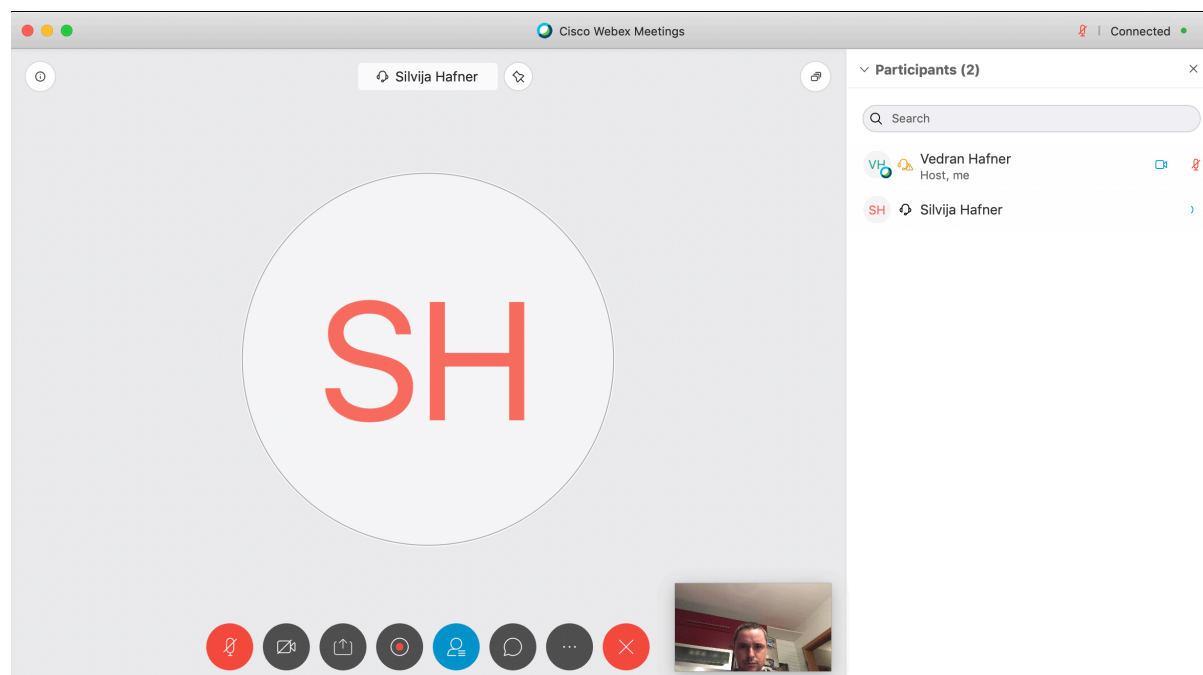 Cisco Webex Meetings
Connected
Silvija Hafner
Participants (2)
Search
VH
Vedran Hafner
Host, me
SH
Silvija Hafner
SH